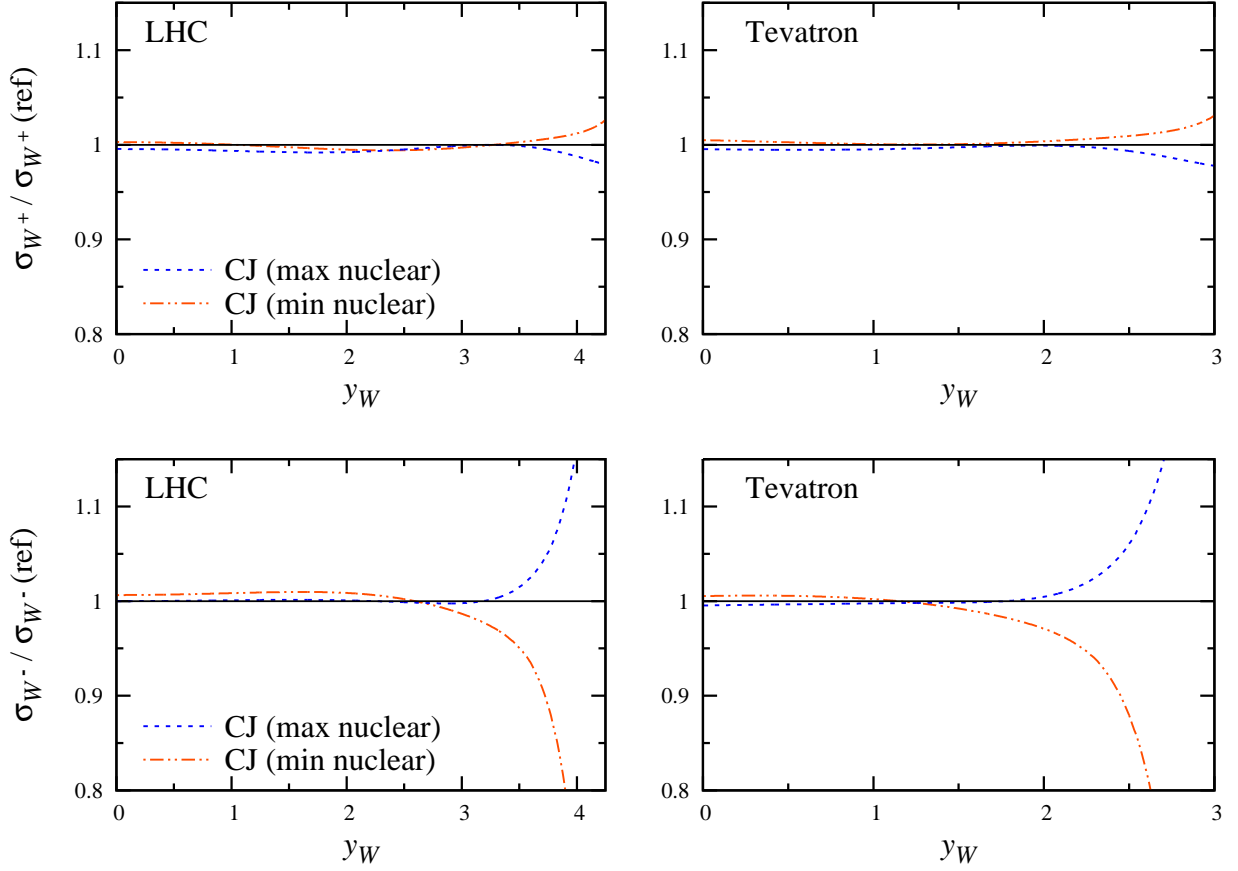 LHC
Tevatron
σW+ / σW+ (ref)
1.1
1
0.9
0.8
CJ (max nuclear)
CJ (min nuclear)
0 1 2 3 4
yW
1.1
1
0.9
0.8
0 1 2 3
yW
LHC
Tevatron
σW- / σW- (ref)
1.1
1
0.9
0.8
CJ (max nuclear)
CJ (min nuclear)
0 1 2 3 4
yW
1.1
1
0.9
0.8
0 1 2 3
yW